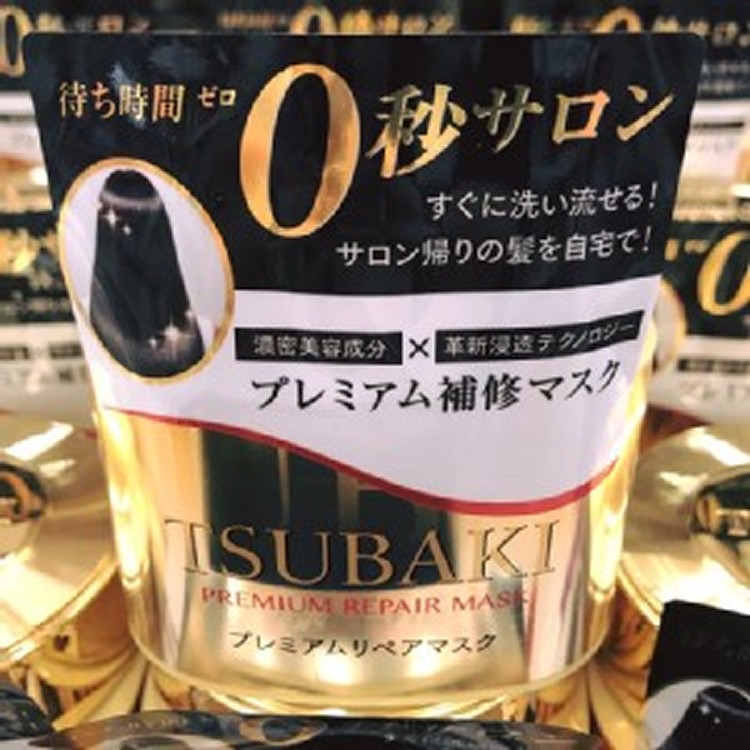 待ち時間 ゼロ 0秒サロン
すぐに洗い流せる!
サロン帰りの髪を自宅で!
濃密美容成分 × 革新浸透テクノロジー
プレミアム補修マスク
TSUBAKI
PREMIUM REPAIR MASK
プレミアムリペアマスク